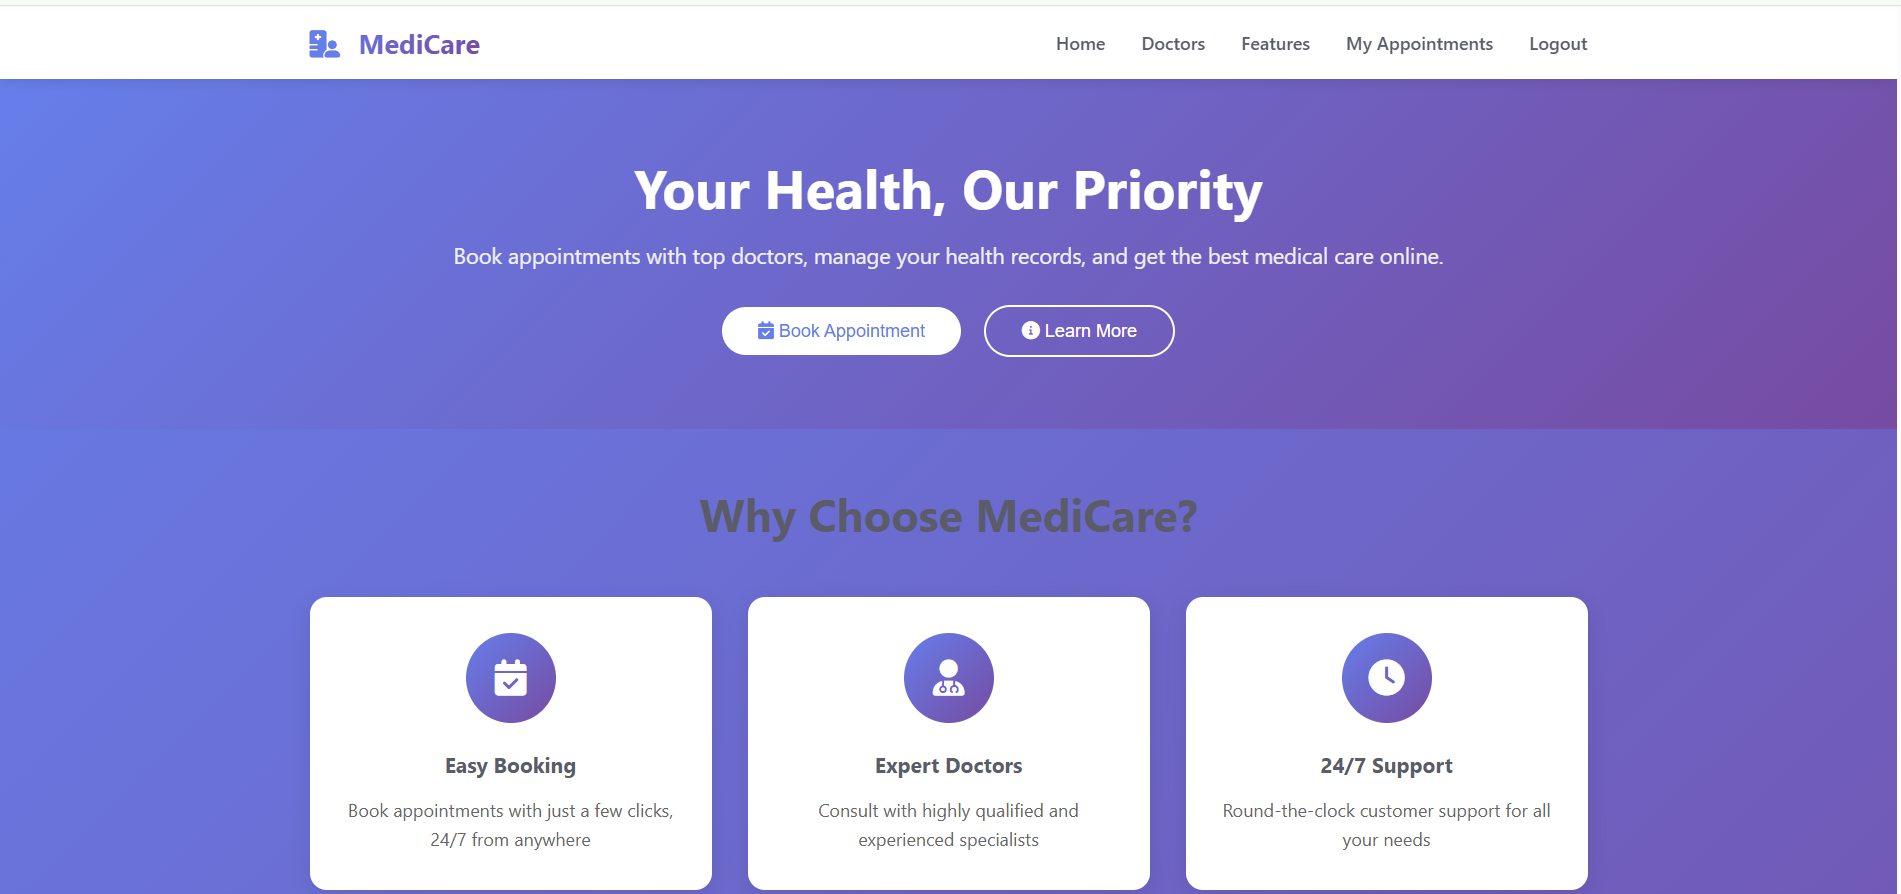 MediCare
Home
Doctors
Features
My Appointments
Logout
Your Health, Our Priority
Book appointments with top doctors, manage your health records, and get the best medical care online.
Book Appointment
Learn More
Why Choose MediCare?
Easy Booking
Book appointments with just a few clicks,
24/7 from anywhere
Expert Doctors
Consult with highly qualified and
experienced specialists
24/7 Support
Round-the-clock customer support for all
your needs